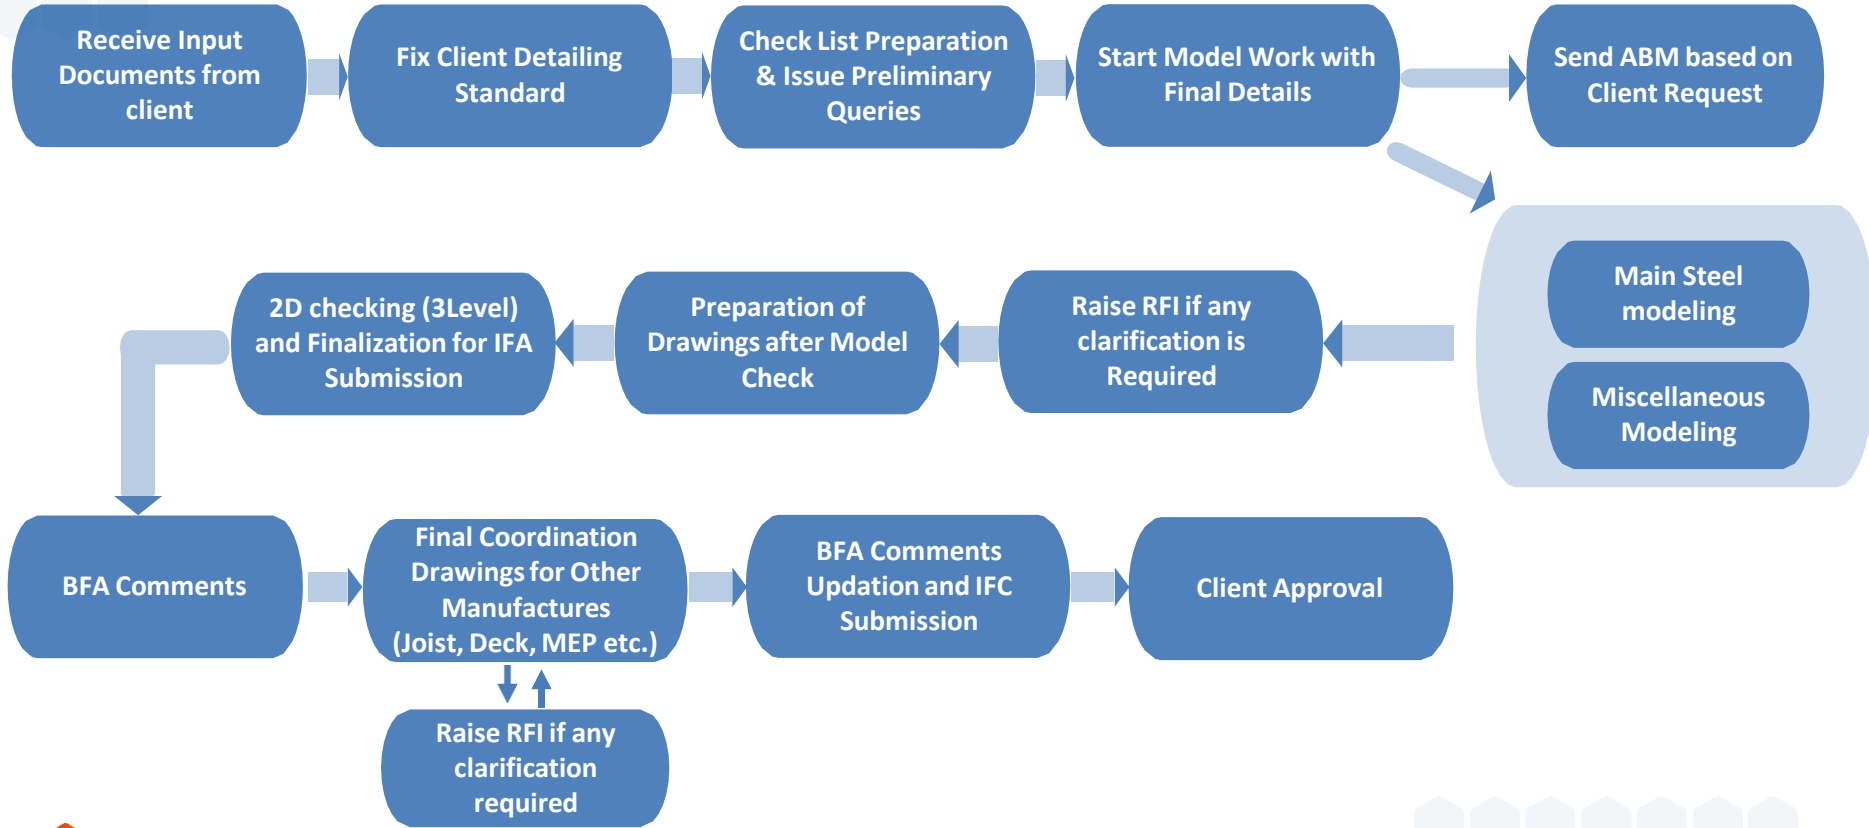 Receive Input
Documents from
client
Fix Client Detailing
Standard
Check List Preparation
& Issue Preliminary
Queries
Start Model Work with
Final Details
Send ABM based on
Client Request
Main Steel
modeling
Miscellaneous
Modeling
Raise RFI if any
clarification is
Required
Preparation of
Drawings after Model
Check
2D checking (3Level)
and Finalization for IFA
Submission
BFA Comments
Final Coordination
Drawings for Other
Manufactures
(Joist, Deck, MEP etc.)
Raise RFI if any
clarification
required
BFA Comments
Updation and IFC
Submission
Client Approval